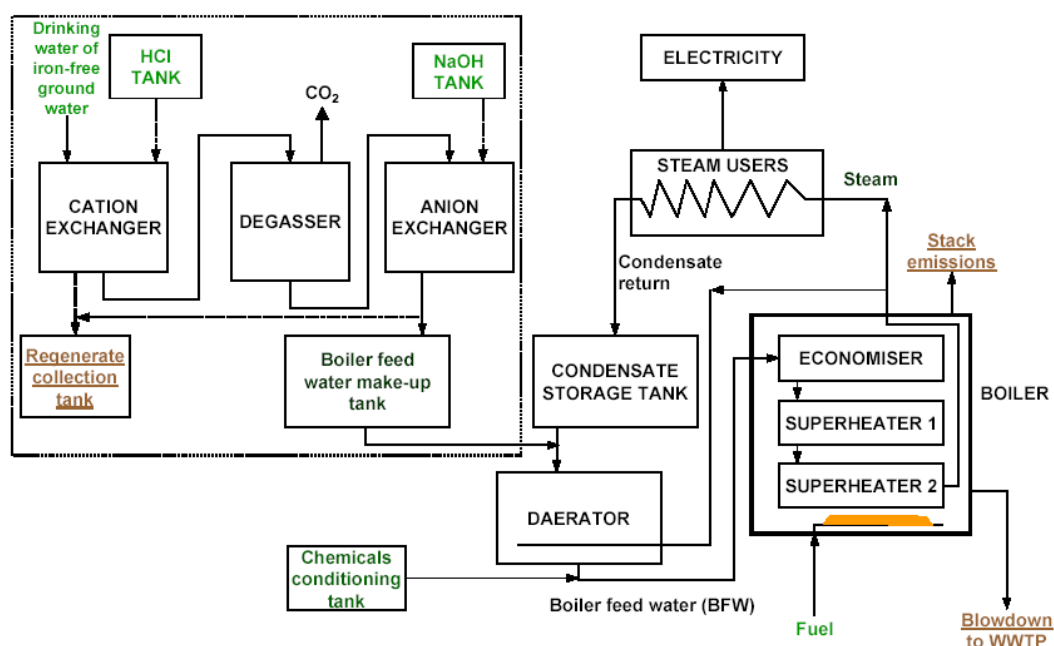 Drinking
water of
iron-free
ground
water
HCl
TANK
NaOH
TANK
CO2
CATION
EXCHANGER
DEGASSER
ANION
EXCHANGER
Regenerate
collection
tank
Boiler feed
water make-up
tank
ELECTRICITY
STEAM USERS
Steam
Condensate
return
Stack
emissions
CONDENSATE
STORAGE TANK
ECONOMISER
BOILER
SUPERHEATER 1
SUPERHEATER 2
DAERATOR
Chemicals
conditioning
tank
Boiler feed water (BFW)
Fuel
Blowdown
to WWTP